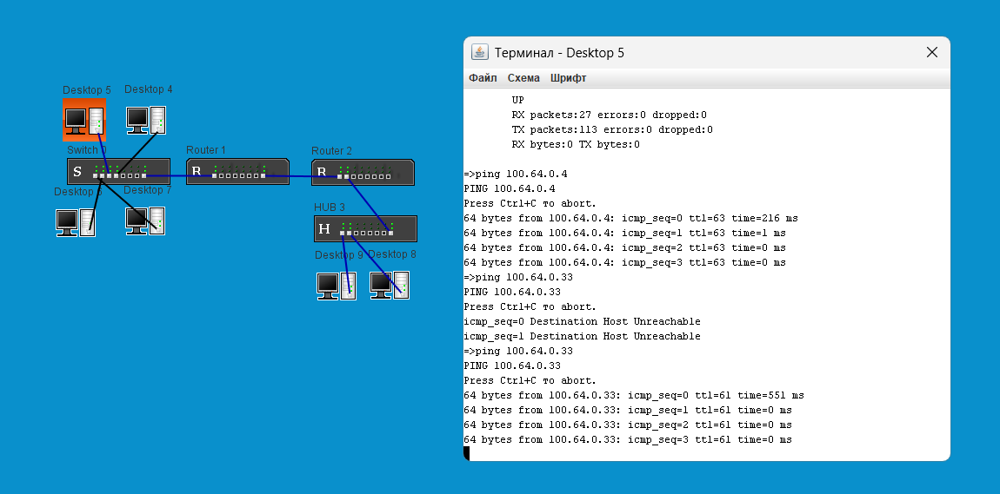 Desktop 5
Desktop 4
Switch 0
S
Desktop 6
Desktop 7
Router 1
R
Router 2
R
HUB 3
H
Desktop 9
Desktop 8
Терминал - Desktop 5
Файл Схема Шрифт
UP
RX packets:27 errors:0 dropped:0
TX packets:113 errors:0 dropped:0
RX bytes:0 TX bytes:0
=>ping 100.64.0.4
PING 100.64.0.4
Press Ctrl+C to abort.
64 bytes from 100.64.0.4: icmp_seq=0 ttl=63 time=216 ms
64 bytes from 100.64.0.4: icmp_seq=1 ttl=63 time=1 ms
64 bytes from 100.64.0.4: icmp_seq=2 ttl=63 time=0 ms
64 bytes from 100.64.0.4: icmp_seq=3 ttl=63 time=0 ms
=>ping 100.64.0.33
PING 100.64.0.33
Press Ctrl+C to abort.
icmp_seq=0 Destination Host Unreachable
icmp_seq=1 Destination Host Unreachable
=>ping 100.64.0.33
PING 100.64.0.33
Press Ctrl+C to abort.
64 bytes from 100.64.0.33: icmp_seq=0 ttl=61 time=551 ms
64 bytes from 100.64.0.33: icmp_seq=1 ttl=61 time=0 ms
64 bytes from 100.64.0.33: icmp_seq=2 ttl=61 time=0 ms
64 bytes from 100.64.0.33: icmp_seq=3 ttl=61 time=0 ms